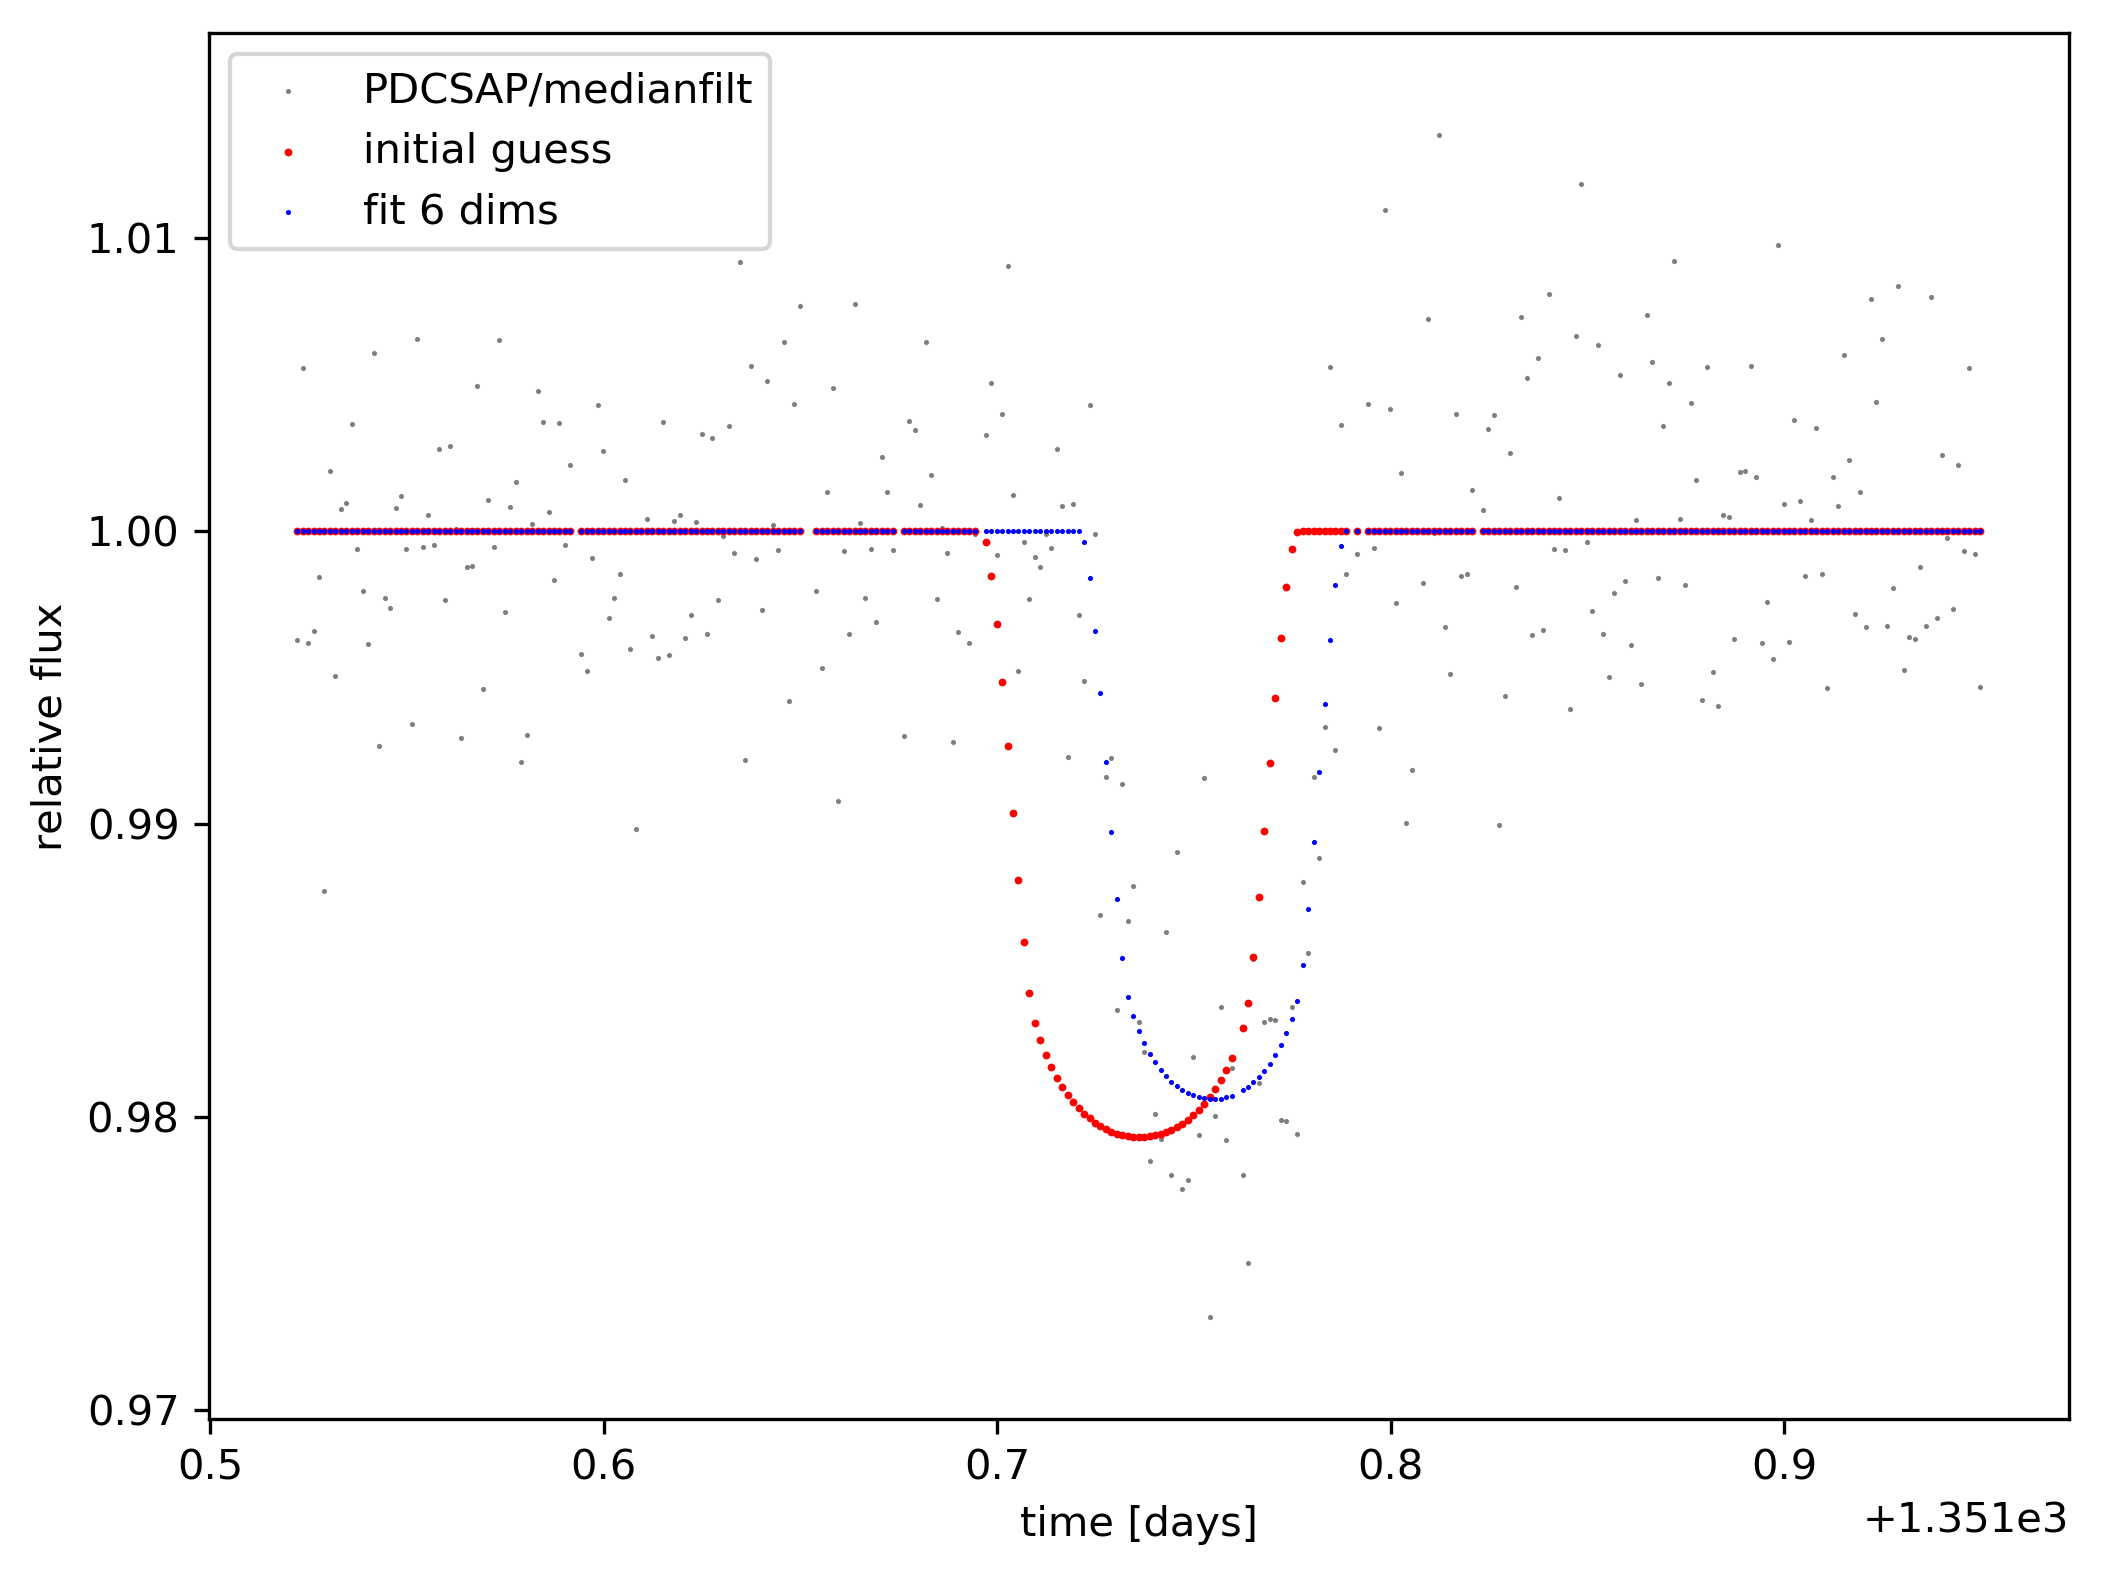 PDCSAP/medianfilt
initial guess
fit 6 dims
1.01
1.00
0.99
0.98
0.97
relative flux
0.5 0.6 0.7 0.8 0.9
time [days]
+1.351e3